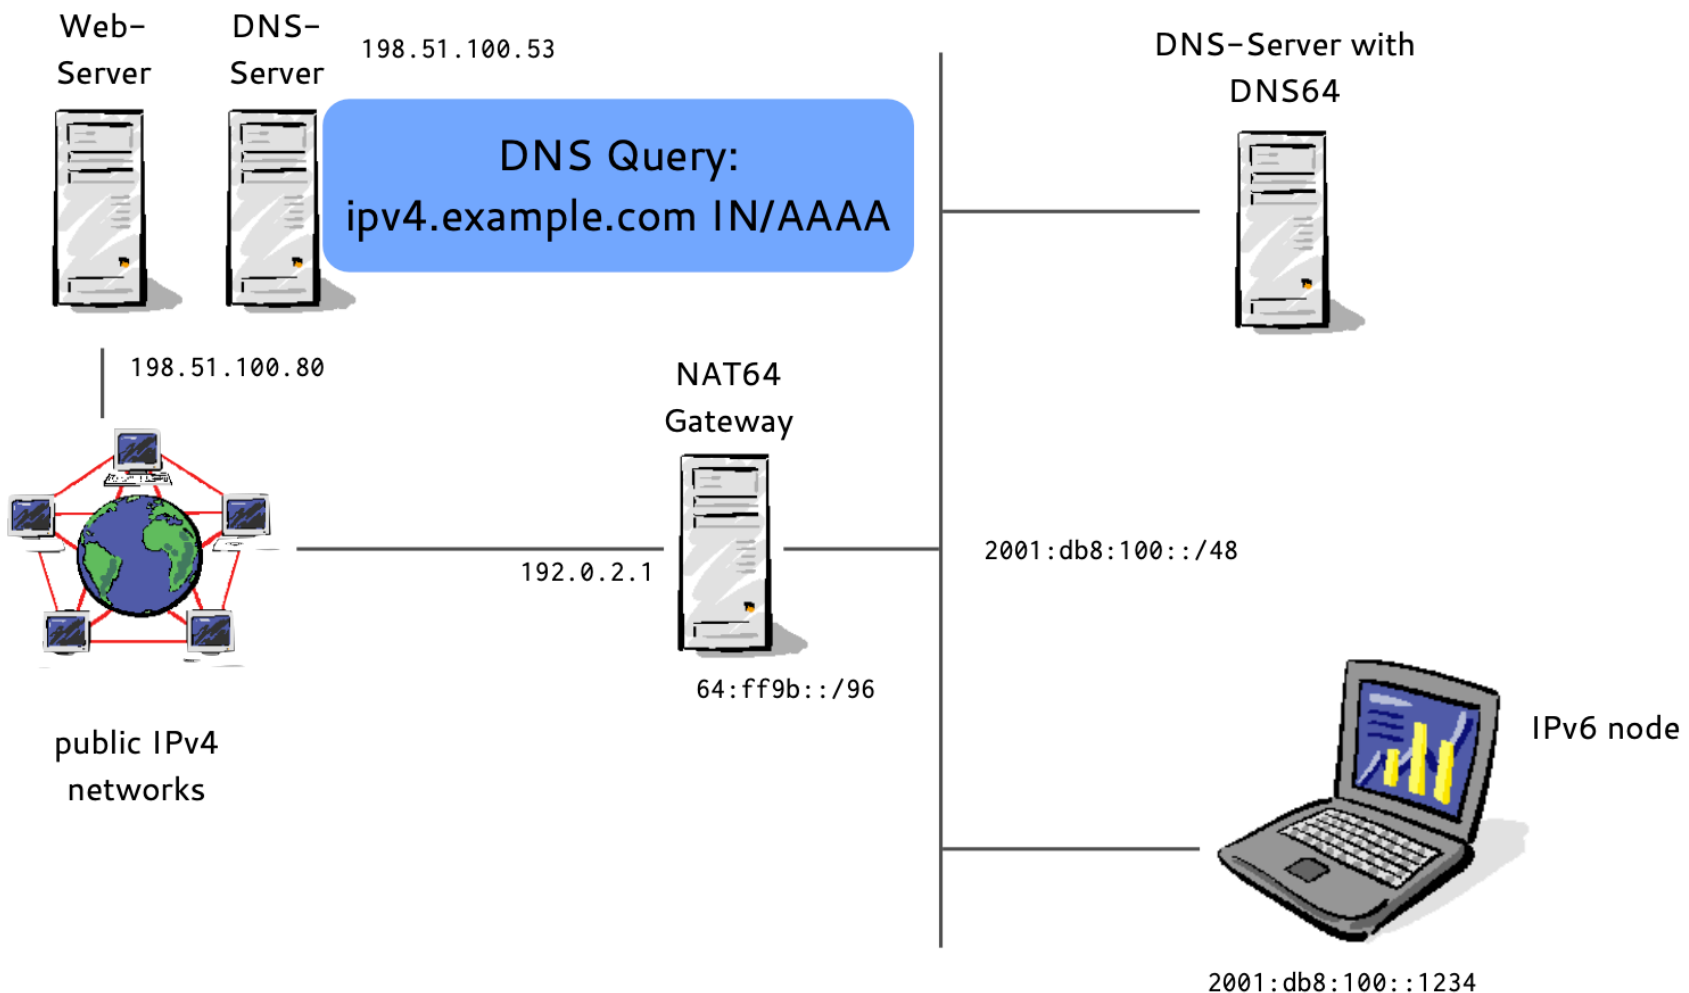 Web-
Server
DNS-
Server
198.51.100.53
DNS-Server with
DNS64
DNS Query:
ipv4.example.com IN/AAAA
198.51.100.80
NAT64
Gateway
192.0.2.1
2001:db8:100::/48
64:ff9b::/96
public IPv4
networks
IPv6 node
2001:db8:100::1234